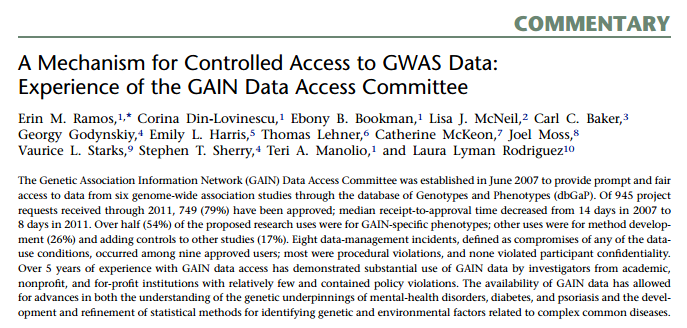 COMMENTARY
A Mechanism for Controlled Access to GWAS Data:
Experience of the GAIN Data Access Committee
Erin M. Ramos,1,* Corina Din-Lovinescu,1 Ebony B. Bookman,1 Lisa J. McNeil,2 Carl C. Baker,3
Georgy Godynskiy,4 Emily L. Harris,5 Thomas Lehner,6 Catherine McKeon,7 Joel Moss,8
Vaurice L. Starks,9 Stephen T. Sherry,4 Teri A. Manolio,1 and Laura Lyman Rodriguez10
The Genetic Association Information Network (GAIN) Data Access Committee was established in June 2007 to provide prompt and fair
access to data from six genome-wide association studies through the database of Genotypes and Phenotypes (dbGaP). Of 945 project
requests received through 2011, 749 (79%) have been approved; median receipt-to-approval time decreased from 14 days in 2007 to
8 days in 2011. Over half (54%) of the proposed research uses were for GAIN-specific phenotypes; other uses were for method develop-
ment (26%) and adding controls to other studies (17%). Eight data-management incidents, defined as compromises of any of the data-
use conditions, occurred among nine approved users; most were procedural violations, and none violated participant confidentiality.
Over 5 years of experience with GAIN data access has demonstrated substantial use of GAIN data by investigators from academic,
nonprofit, and for-profit institutions with relatively few and contained policy violations. The availability of GAIN data has allowed
for advances in both the understanding of the genetic underpinnings of mental-health disorders, diabetes, and psoriasis and the devel-
opment and refinement of statistical methods for identifying genetic and environmental factors related to complex common diseases.